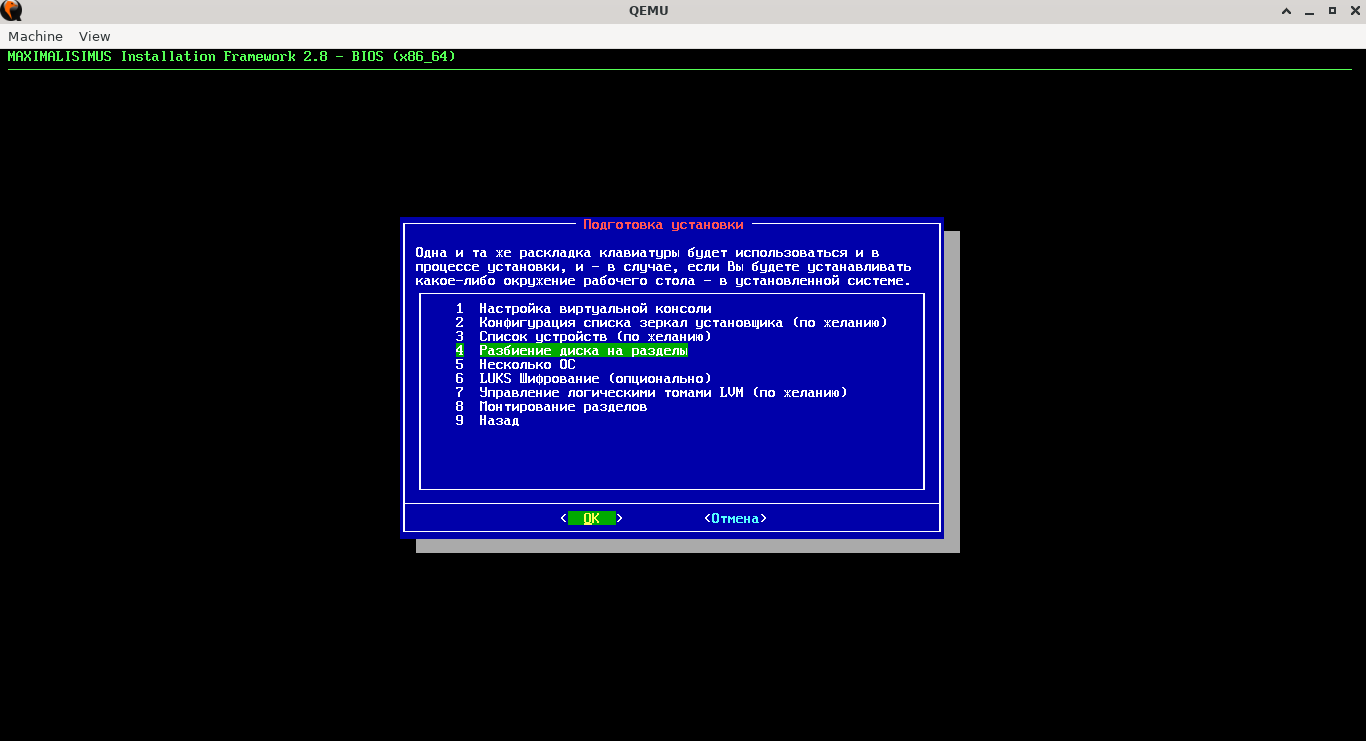 QEMU
Machine View
MAXIMALISIMUS Installation Framework 2.8 - BIOS (x86_64)
Подготовка установки
Одна и та же раскладка клавиатуры будет использоваться и в
процессе установки, и - в случае, если Вы будете устанавливать
какое-либо окружение рабочего стола - в установленной системе.
1 Настройка виртуальной консоли
2 Конфигурация списка зеркал установщика (по желанию)
3 Список устройств (по желанию)
4 Разбиение диска на разделы
5 Несколько ОС
6 LUKS Шифрование (опционально)
7 Управление логическими томами LVM (по желанию)
8 Монтирование разделов
9 Назад
< OK > <Отмена>